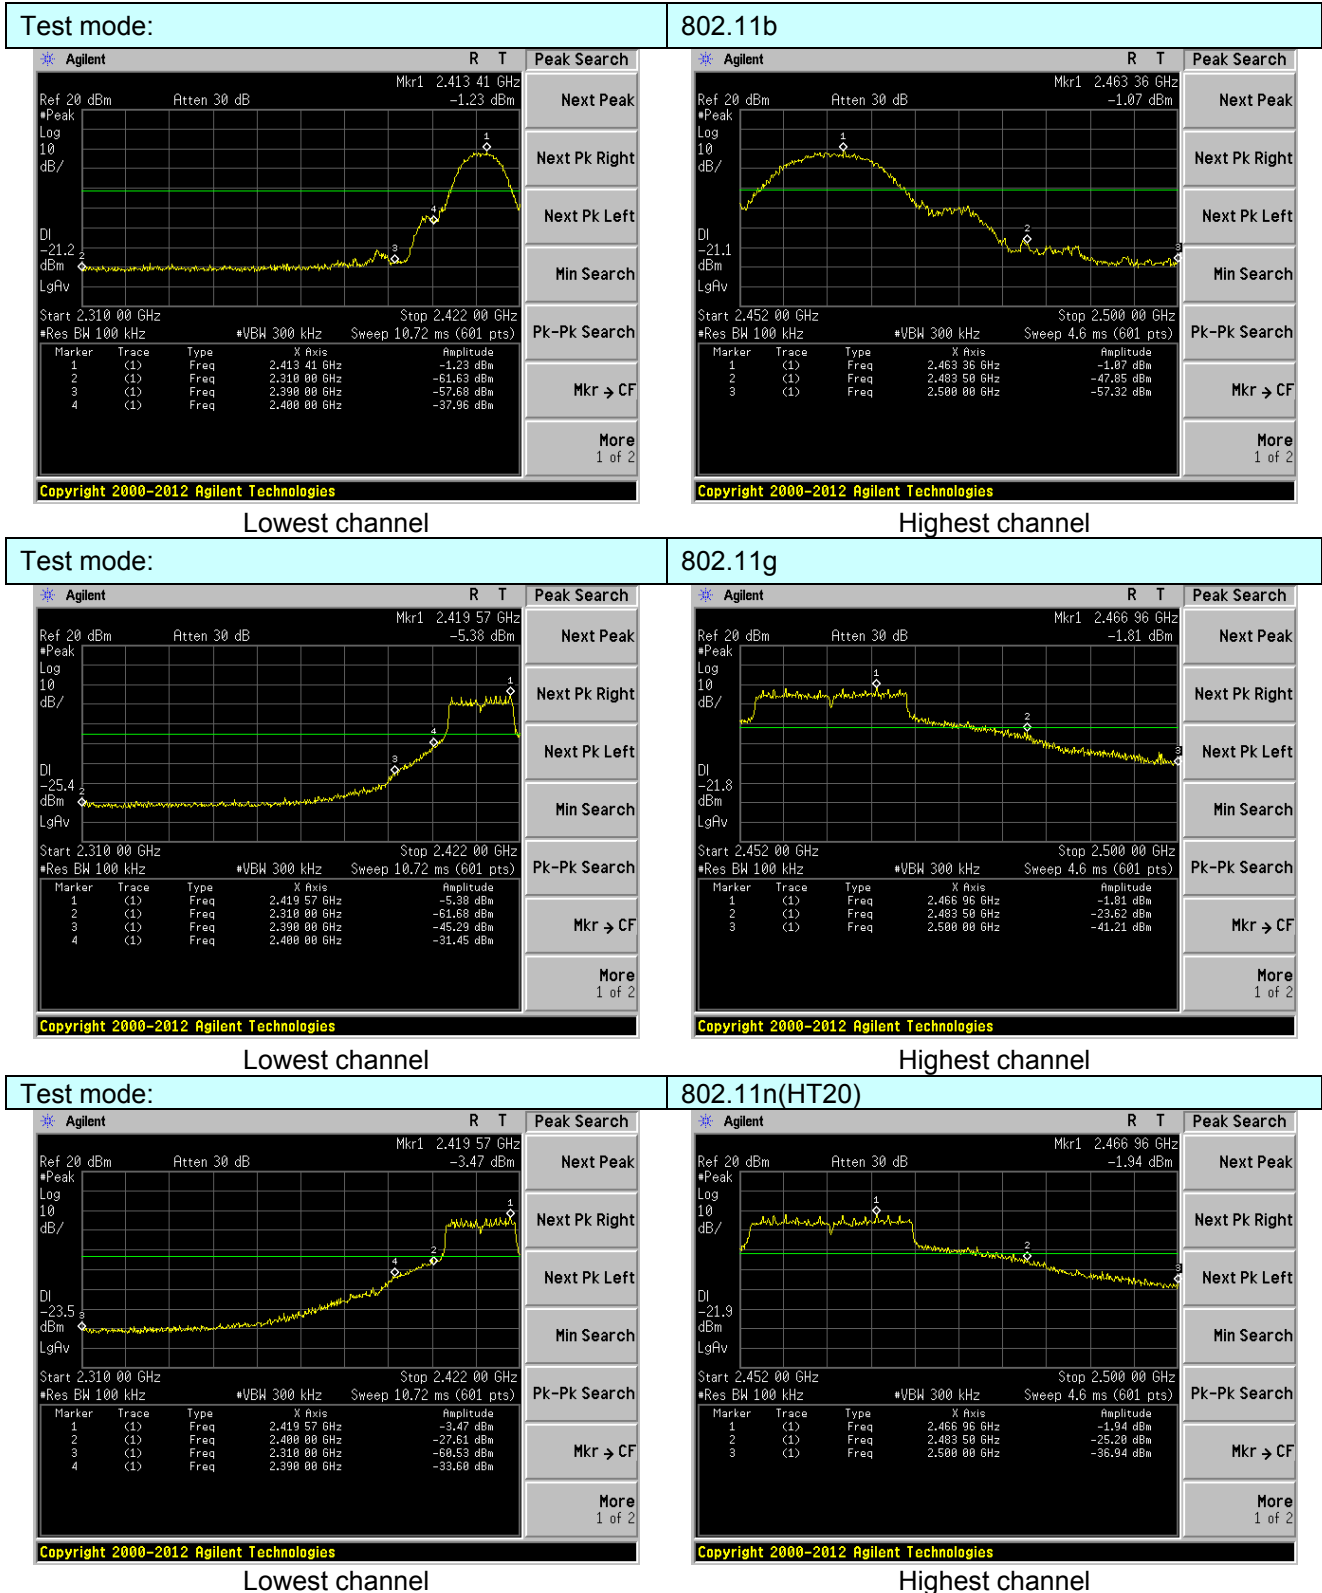 Test mode: 802.11b
Agilent R T Peak Search
Mkr1 2.413 41 GHz
Ref 20 dBm Atten 30 dB -1.23 dBm
#Peak
Log
10
dB/
DI
-21.2
dBm
LgAv
1
2
3
4
Start 2.310 00 GHz Stop 2.422 00 GHz
#Res BW 100 kHz #VBW 300 kHz Sweep 10.72 ms (601 pts)
Marker Trace Type X Axis Amplitude
1 (1) Freq 2.413 41 GHz -1.23 dBm
2 (1) Freq 2.310 00 GHz -61.63 dBm
3 (1) Freq 2.390 00 GHz -57.68 dBm
4 (1) Freq 2.400 00 GHz -37.96 dBm
Next Peak
Next Pk Right
Next Pk Left
Min Search
Pk-Pk Search
Mkr → CF
More
1 of 2
Copyright 2000-2012 Agilent Technologies
Lowest channel
Agilent R T Peak Search
Mkr1 2.463 36 GHz
Ref 20 dBm Atten 30 dB -1.07 dBm
#Peak
Log
10
dB/
DI
-21.1
dBm
LgAv
1
2
3
Start 2.452 00 GHz Stop 2.500 00 GHz
#Res BW 100 kHz #VBW 300 kHz Sweep 4.6 ms (601 pts)
Marker Trace Type X Axis Amplitude
1 (1) Freq 2.463 36 GHz -1.07 dBm
2 (1) Freq 2.483 50 GHz -47.85 dBm
3 (1) Freq 2.500 00 GHz -57.32 dBm
Next Peak
Next Pk Right
Next Pk Left
Min Search
Pk-Pk Search
Mkr → CF
More
1 of 2
Copyright 2000-2012 Agilent Technologies
Highest channel
Test mode: 802.11g
Agilent R T Peak Search
Mkr1 2.419 57 GHz
Ref 20 dBm Atten 30 dB -5.38 dBm
#Peak
Log
10
dB/
DI
-25.4
dBm
LgAv
1
2
3
4
Start 2.310 00 GHz Stop 2.422 00 GHz
#Res BW 100 kHz #VBW 300 kHz Sweep 10.72 ms (601 pts)
Marker Trace Type X Axis Amplitude
1 (1) Freq 2.419 57 GHz -5.38 dBm
2 (1) Freq 2.310 00 GHz -61.68 dBm
3 (1) Freq 2.390 00 GHz -45.29 dBm
4 (1) Freq 2.400 00 GHz -31.45 dBm
Next Peak
Next Pk Right
Next Pk Left
Min Search
Pk-Pk Search
Mkr → CF
More
1 of 2
Copyright 2000-2012 Agilent Technologies
Lowest channel
Agilent R T Peak Search
Mkr1 2.466 96 GHz
Ref 20 dBm Atten 30 dB -1.81 dBm
#Peak
Log
10
dB/
DI
-21.8
dBm
LgAv
1
2
3
Start 2.452 00 GHz Stop 2.500 00 GHz
#Res BW 100 kHz #VBW 300 kHz Sweep 4.6 ms (601 pts)
Marker Trace Type X Axis Amplitude
1 (1) Freq 2.466 96 GHz -1.81 dBm
2 (1) Freq 2.483 50 GHz -23.62 dBm
3 (1) Freq 2.500 00 GHz -41.21 dBm
Next Peak
Next Pk Right
Next Pk Left
Min Search
Pk-Pk Search
Mkr → CF
More
1 of 2
Copyright 2000-2012 Agilent Technologies
Highest channel
Test mode: 802.11n(HT20)
Agilent R T Peak Search
Mkr1 2.419 57 GHz
Ref 20 dBm Atten 30 dB -3.47 dBm
#Peak
Log
10
dB/
DI
-23.5
dBm
LgAv
1
2
3
4
Start 2.310 00 GHz Stop 2.422 00 GHz
#Res BW 100 kHz #VBW 300 kHz Sweep 10.72 ms (601 pts)
Marker Trace Type X Axis Amplitude
1 (1) Freq 2.419 57 GHz -3.47 dBm
2 (1) Freq 2.400 00 GHz -27.61 dBm
3 (1) Freq 2.310 00 GHz -60.53 dBm
4 (1) Freq 2.390 00 GHz -33.60 dBm
Next Peak
Next Pk Right
Next Pk Left
Min Search
Pk-Pk Search
Mkr → CF
More
1 of 2
Copyright 2000-2012 Agilent Technologies
Lowest channel
Agilent R T Peak Search
Mkr1 2.466 96 GHz
Ref 20 dBm Atten 30 dB -1.94 dBm
#Peak
Log
10
dB/
DI
-21.9
dBm
LgAv
1
2
3
Start 2.452 00 GHz Stop 2.500 00 GHz
#Res BW 100 kHz #VBW 300 kHz Sweep 4.6 ms (601 pts)
Marker Trace Type X Axis Amplitude
1 (1) Freq 2.466 96 GHz -1.94 dBm
2 (1) Freq 2.483 50 GHz -25.20 dBm
3 (1) Freq 2.500 00 GHz -36.94 dBm
Next Peak
Next Pk Right
Next Pk Left
Min Search
Pk-Pk Search
Mkr → CF
More
1 of 2
Copyright 2000-2012 Agilent Technologies
Highest channel